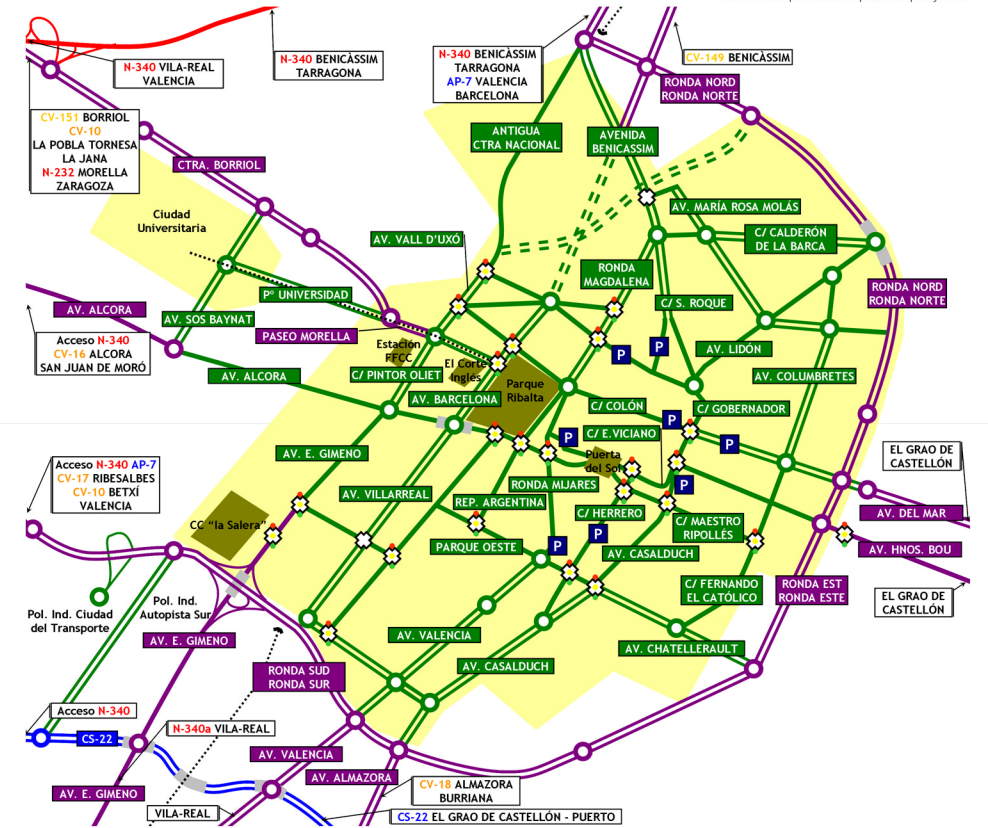 N-340 VILA-REAL
VALENCIA
N-340 BENICÀSSIM
TARRAGONA
N-340 BENICÀSSIM
TARRAGONA
AP-7 VALENCIA
BARCELONA
CV-149 BENICÀSSIM
RONDA NORD
RONDA NORTE
CV-151 BORRIOL
CV-10
LA POBLA TORNESA
LA JANA
N-232 MORELLA
ZARAGOZA
CTRA. BORRIOL
ANTIGUA
CTRA NACIONAL
AVENIDA
BENICASSIM
Ciudad
Universitaria
AV. VALL D'UXÓ
AV. MARÍA ROSA MOLÁS
C/ CALDERÓN
DE LA BARCA
RONDA
MAGDALENA
RONDA NORD
RONDA NORTE
Pº UNIVERSIDAD
C/ S. ROQUE
AV. ALCORA
AV. SOS BAYNAT
PASEO MORELLA
Acceso N-340
CV-16 ALCORA
SAN JUAN DE MORÓ
Estación
FFCC
El Corte
Inglés
P
P
AV. LIDÓN
AV. ALCORA
C/ PINTOR OLIET
AV. COLUMBRETES
Parque
Ribalta
AV. BARCELONA
C/ COLÓN
C/ GOBERNADOR
P
C/ E.VICIANO
P
P
AV. E. GIMENO
Puerta
del Sol
EL GRAO DE
CASTELLÓN
Acceso N-340 AP-7
CV-17 RIBESALBES
CV-10 BETXÍ
VALENCIA
RONDA MIJARES
P
AV. VILLARREAL
REP. ARGENTINA
C/ HERRERO
AV. DEL MAR
CC "la Salera"
C/ MAESTRO
RIPOLLÉS
P
P
PARQUE OESTE
AV. CASALDUCH
AV. HNOS. BOU
C/ FERNANDO
EL CATÓLICO
RONDA EST
RONDA ESTE
EL GRAO DE
CASTELLÓN
Pol. Ind. Ciudad
del Transporte
Pol. Ind.
Autopista Sur
AV. E. GIMENO
AV. VALENCIA
AV. CHATELLERAULT
AV. CASALDUCH
RONDA SUD
RONDA SUR
Acceso N-340
CS-22
N-340a VILA-REAL
AV. VALENCIA
AV. ALMAZORA
AV. E. GIMENO
CV-18 ALMAZORA
BURRIANA
VILA-REAL
CS-22 EL GRAO DE CASTELLÓN - PUERTO